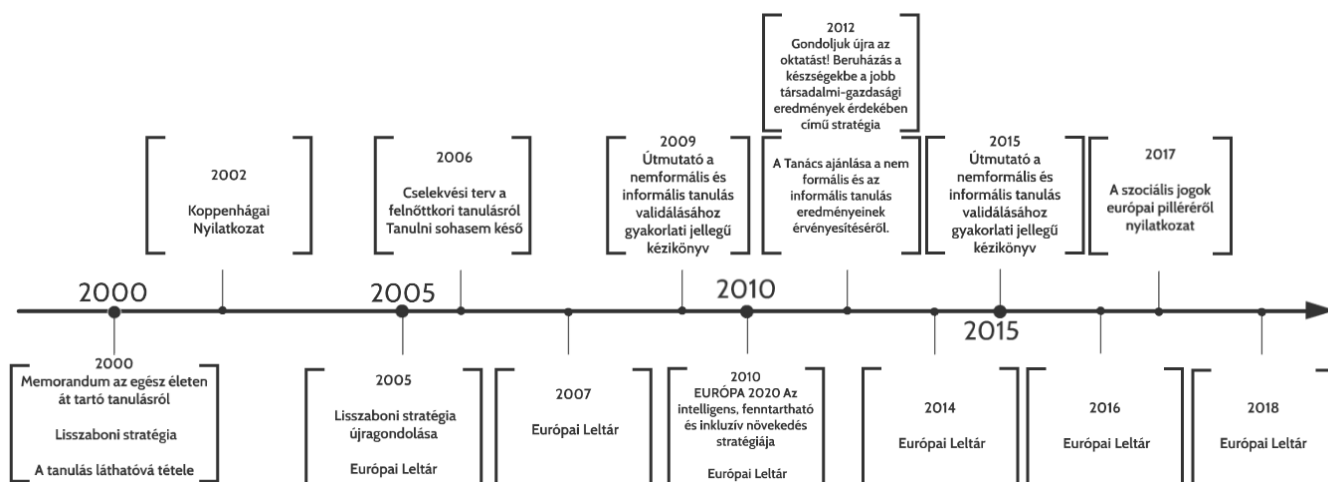 2012
Gondoljuk újra az
oktatást! Beruházás a
készségekbe a jobb
társadalmi-gazdasági
eredmények érdekében
című stratégia
2002
Koppenhágai
Nyilatkozat
2006
Cselekvési terv a
felnőttkori tanulásról
Tanulni sohasem késő
2009
Útmutató a
nemformális és
informális tanulás
validálásához
gyakorlati jellegű
kézikönyv
A Tanács ajánlása a nem
formális és az
informális tanulás
eredményeinek
érvényesítéséről.
2015
Útmutató a
nemformális és
informális tanulás
validálásához
gyakorlati jellegű
kézikönyv
2017
A szociális jogok
európai pilléréről
nyilatkozat
2000
2005
2010
2015
2000
Memorandum az egész életen
át tartó tanulásról
Lisszaboni stratégia
A tanulás láthatóvá tétele
2005
Lisszaboni stratégia
újragondolása
Európai Leltár
2007
Európai Leltár
2010
EURÓPA 2020 Az
intelligens, fenntartható
és inkluzív növekedés
stratégiája
Európai Leltár
2014
Európai Leltár
2016
Európai Leltár
2018
Európai Leltár